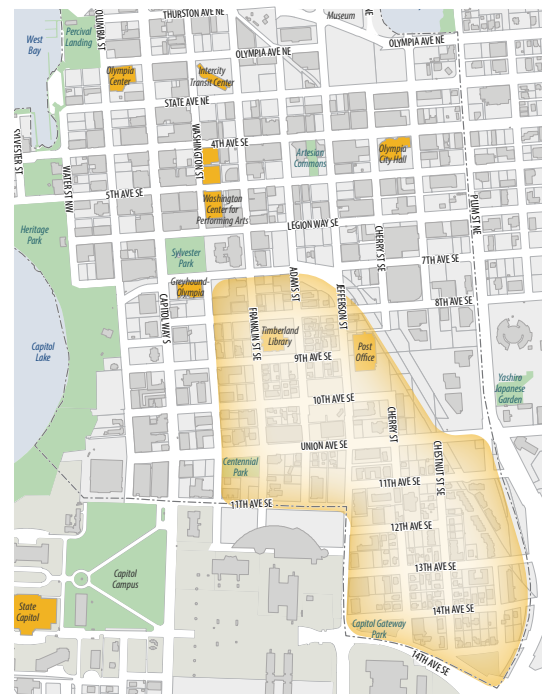 THURSTON AVE NE
Museum
West
Bay
Percival
Landing
OLYMPIA AVE NE
OLYMPIA AVE NE
Olympia
Center
Intercity
Transit Center
STATE AVE NE
SYLVESTER ST
WASHINGTON ST
4TH AVE SE
Artesian
Commons
Olympia
City Hall
WATER ST NW
5TH AVE SE
Washington
Center for
Performing Arts
PLUM ST NE
LEGION WAY SE
CHERRY ST SE
Heritage
Park
Sylvester
Park
7TH AVE SE
Greyhound-
Olympia
ADAMS ST
JEFFERSON ST
8TH AVE SE
CAPITOL WAY S
FRANKLIN ST SE
Timberland
Library
Capitol
Lake
Post
Office
9TH AVE SE
Yashiro
Japanese
Garden
10TH AVE SE
CHERRY ST
UNION AVE SE
CHESTNUT ST SE
Centennial
Park
11TH AVE SE
11TH AVE SE
12TH AVE SE
13TH AVE SE
Capitol
Campus
State
Capitol
14TH AVE SE
Capitol Gateway
Park
14TH AVE SE